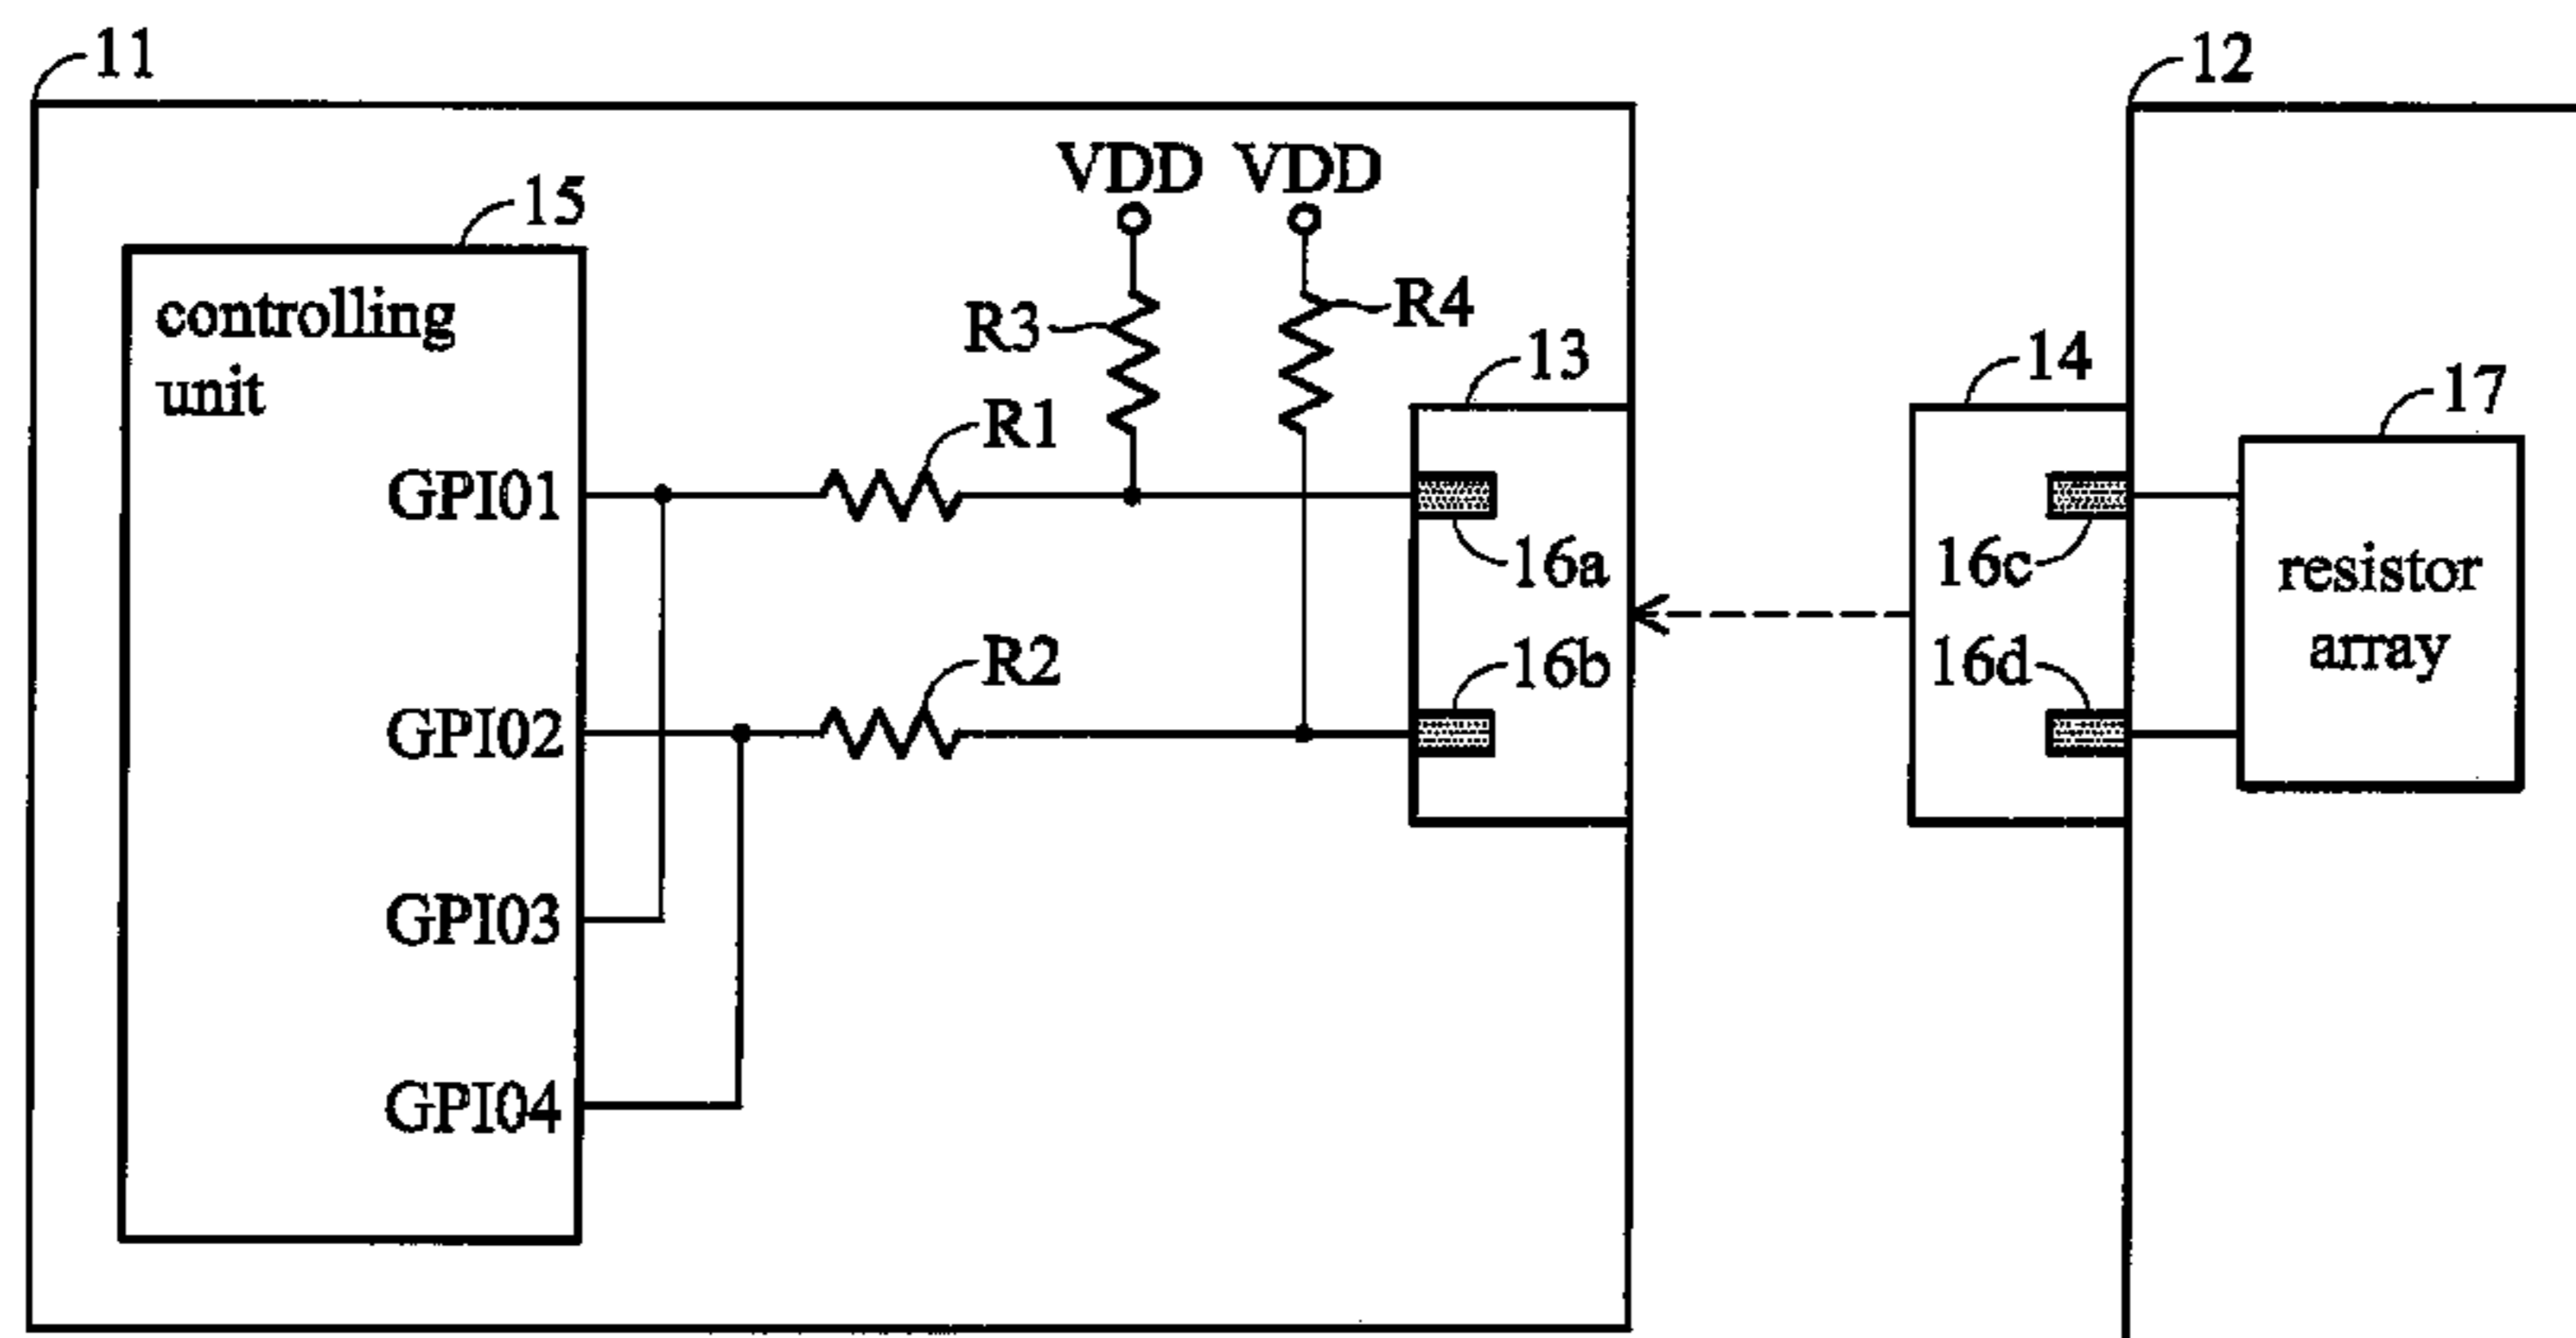 11
12
VDD VDD
15
controlling
unit
R3
R4
13
14
17
R1
GPI01
16a
16c
resistor
array
R2
16b
16d
GPI02
GPI03
GPI04